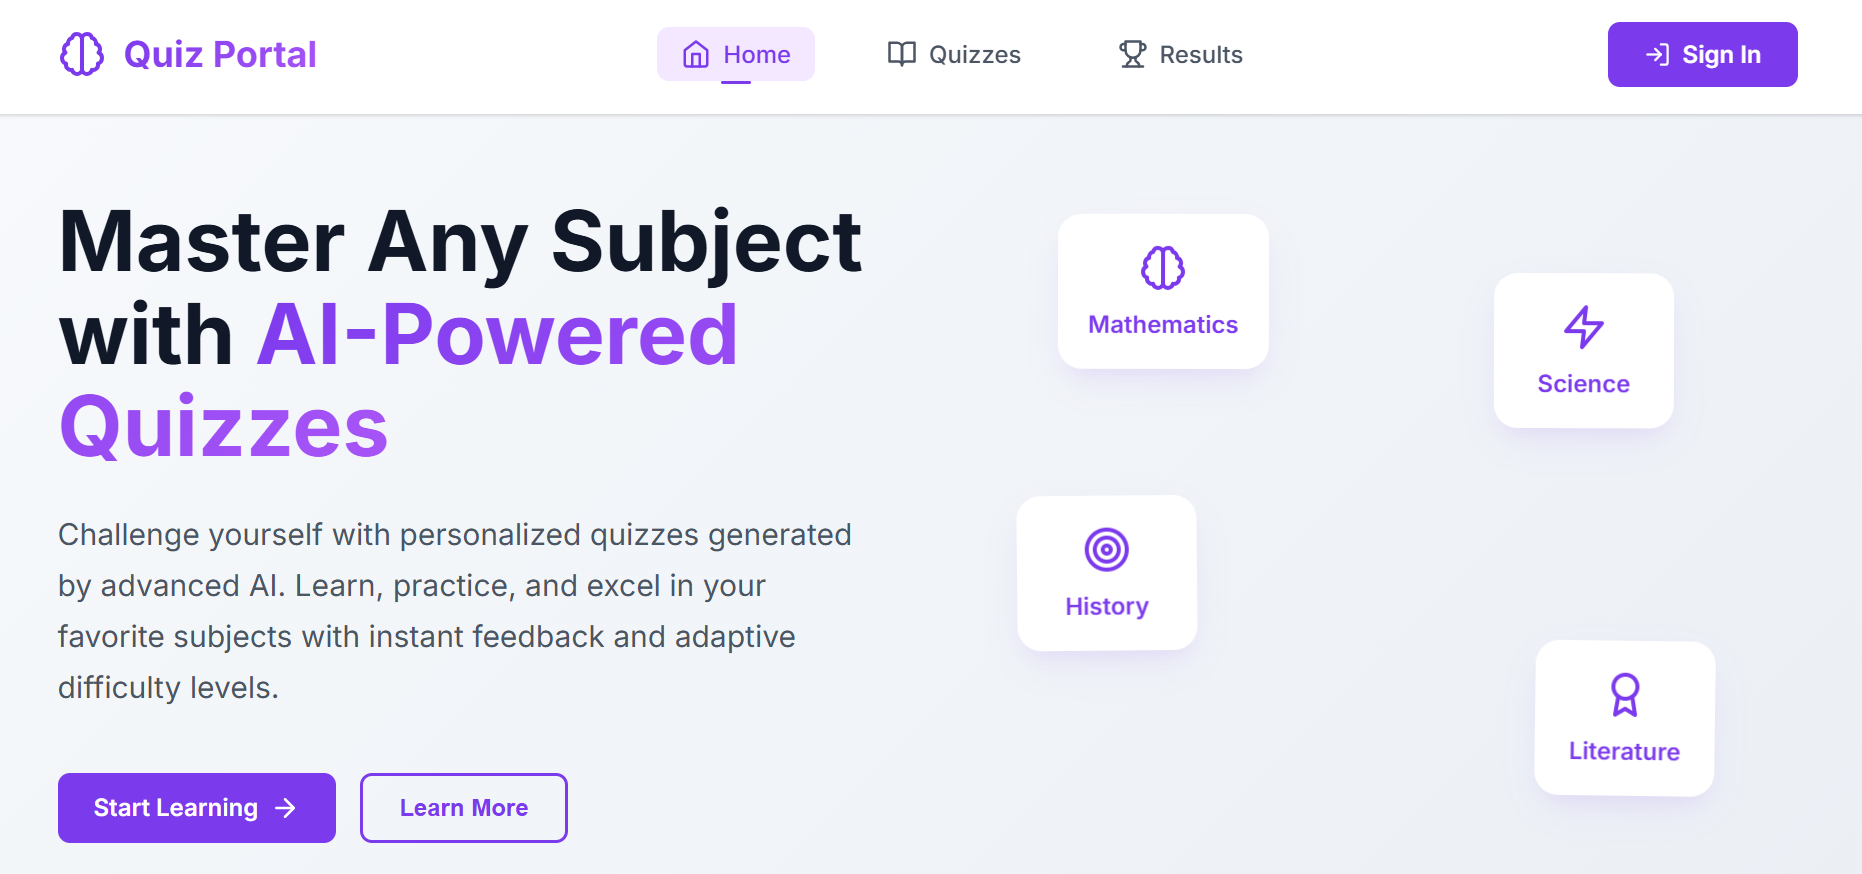 Quiz Portal
Home
Quizzes
Results
Sign In
Master Any Subject
with AI-Powered
Quizzes
Challenge yourself with personalized quizzes generated
by advanced AI. Learn, practice, and excel in your
favorite subjects with instant feedback and adaptive
difficulty levels.
Start Learning
Learn More
Mathematics
Science
History
Literature